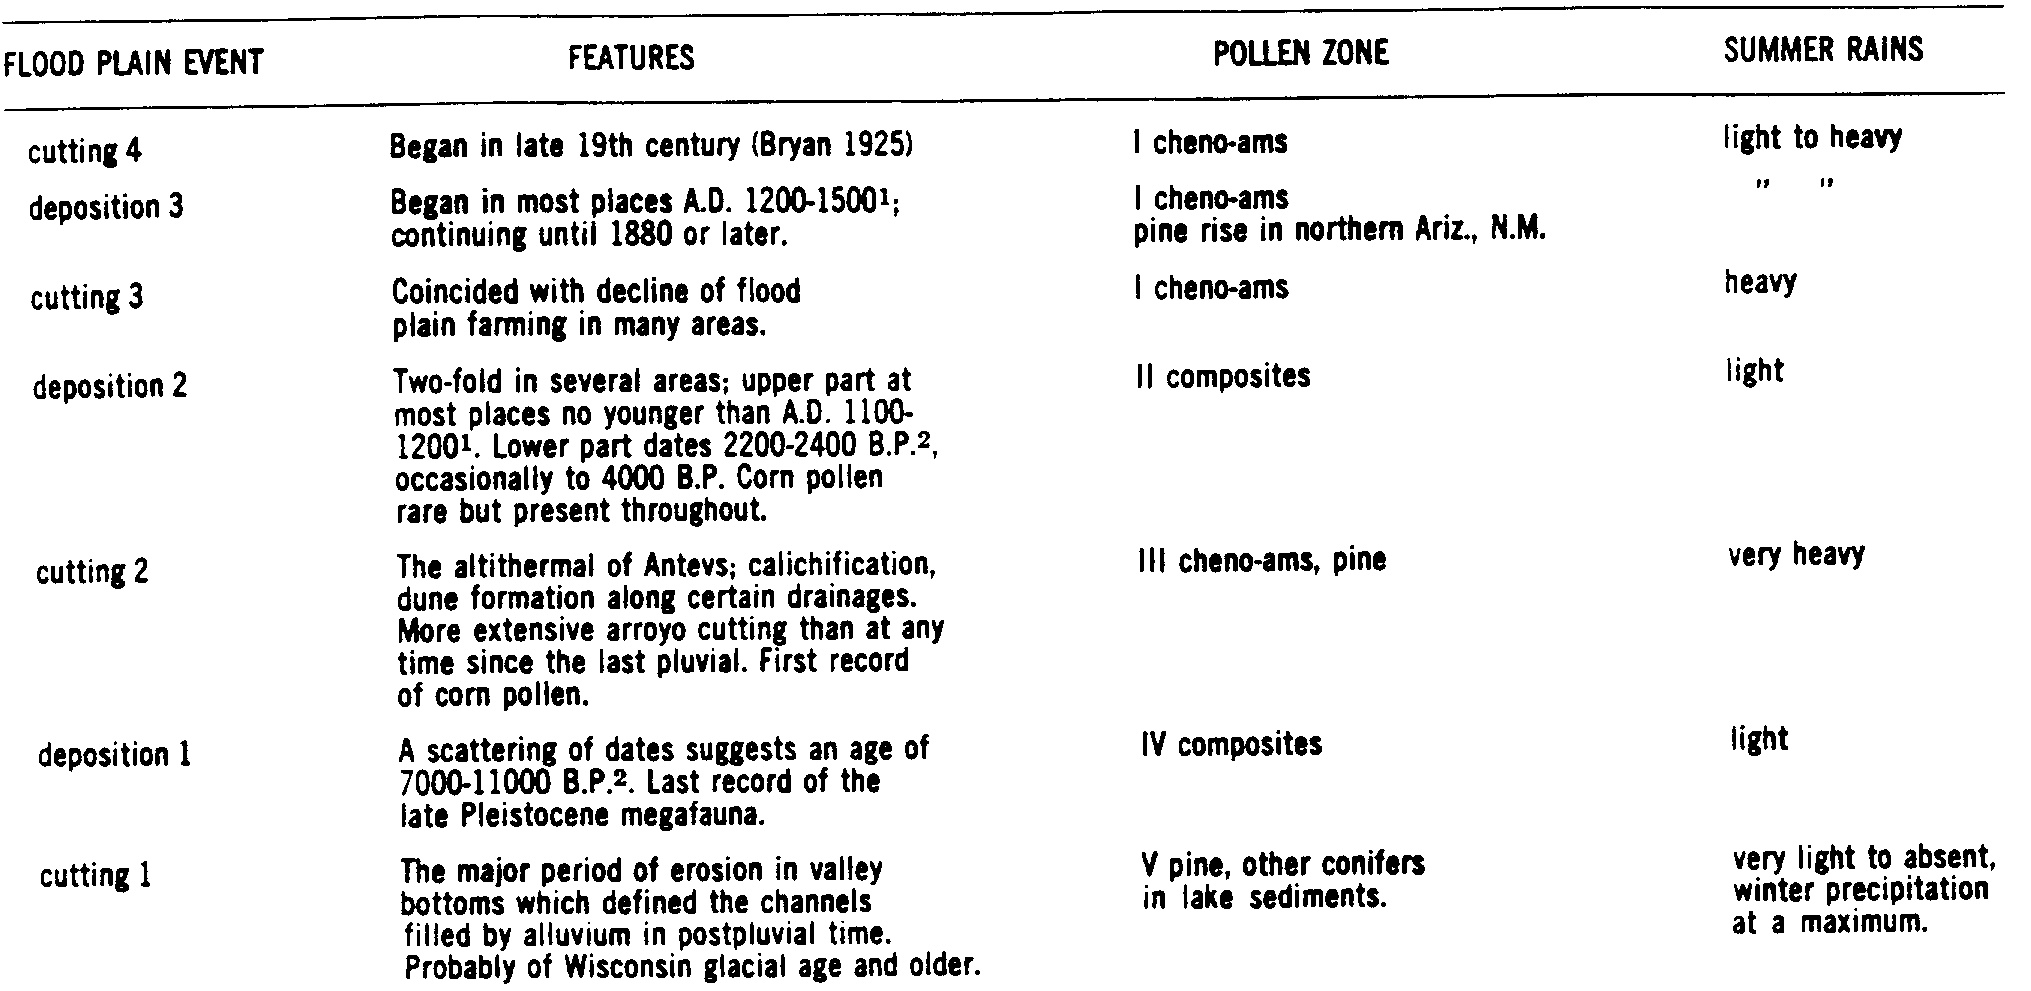 FLOOD PLAIN EVENT FEATURES POLLEN ZONE SUMMER RAINS
cutting 4 Began in late 19th century (Bryan 1925) I cheno-ams light to heavy
deposition 3 Began in most places A.D. 1200-1500¹; I cheno-ams " "
continuing until 1880 or later. pine rise in northern Ariz., N.M.
cutting 3 Coincided with decline of flood I cheno-ams heavy
plain farming in many areas.
deposition 2 Two-fold in several areas; upper part at II composites light
most places no younger than A.D. 1100-
1200¹. Lower part dates 2200-2400 B.P.²,
occasionally to 4000 B.P. Corn pollen
rare but present throughout.
cutting 2 The altithermal of Antevs; calichification, III cheno-ams, pine very heavy
dune formation along certain drainages.
More extensive arroyo cutting than at any
time since the last pluvial. First record
of corn pollen.
deposition 1 A scattering of dates suggests an age of IV composites light
7000-11000 B.P.². Last record of the
late Pleistocene megafauna.
cutting 1 The major period of erosion in valley V pine, other conifers very light to absent,
bottoms which defined the channels in lake sediments. winter precipitation
filled by alluvium in postpluvial time. at a maximum.
Probably of Wisconsin glacial age and older.